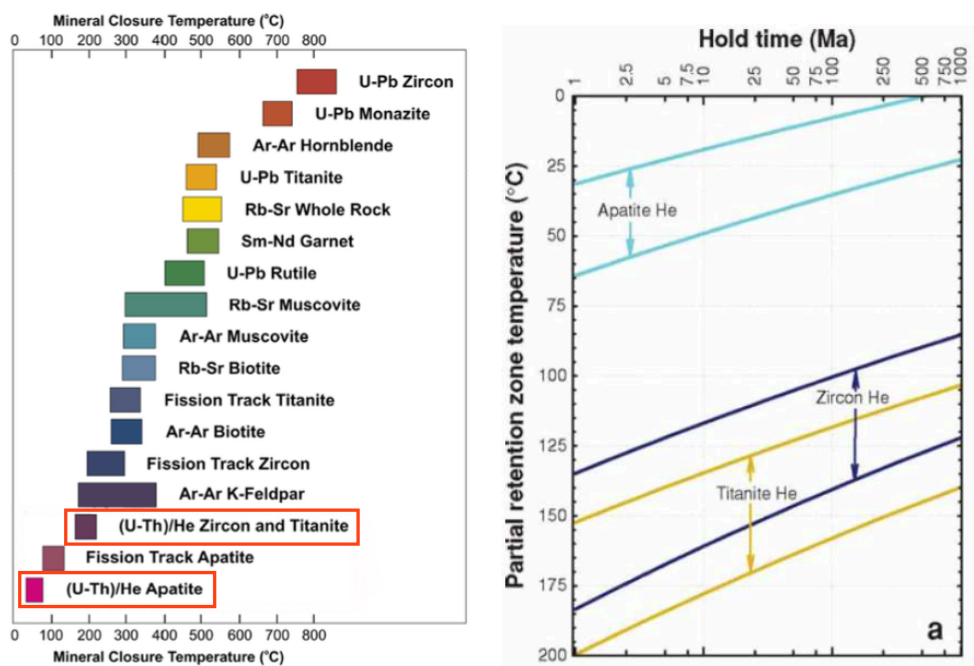 Mineral Closure Temperature (°C)
0 100 200 300 400 500 600 700 800
U-Pb Zircon
U-Pb Monazite
Ar-Ar Hornblende
U-Pb Titanite
Rb-Sr Whole Rock
Sm-Nd Garnet
U-Pb Rutile
Rb-Sr Muscovite
Ar-Ar Muscovite
Rb-Sr Biotite
Fission Track Titanite
Ar-Ar Biotite
Fission Track Zircon
Ar-Ar K-Feldpar
(U-Th)/He Zircon and Titanite
Fission Track Apatite
(U-Th)/He Apatite
0 100 200 300 400 500 600 700 800
Mineral Closure Temperature (°C)
Hold time (Ma)
1 2.5 5 7.5 10 25 50 75 100 250 500 750 1000
Partial retention zone temperature (°C)
0
25
50
75
100
125
150
175
200
Apatite He
Zircon He
Titanite He
a